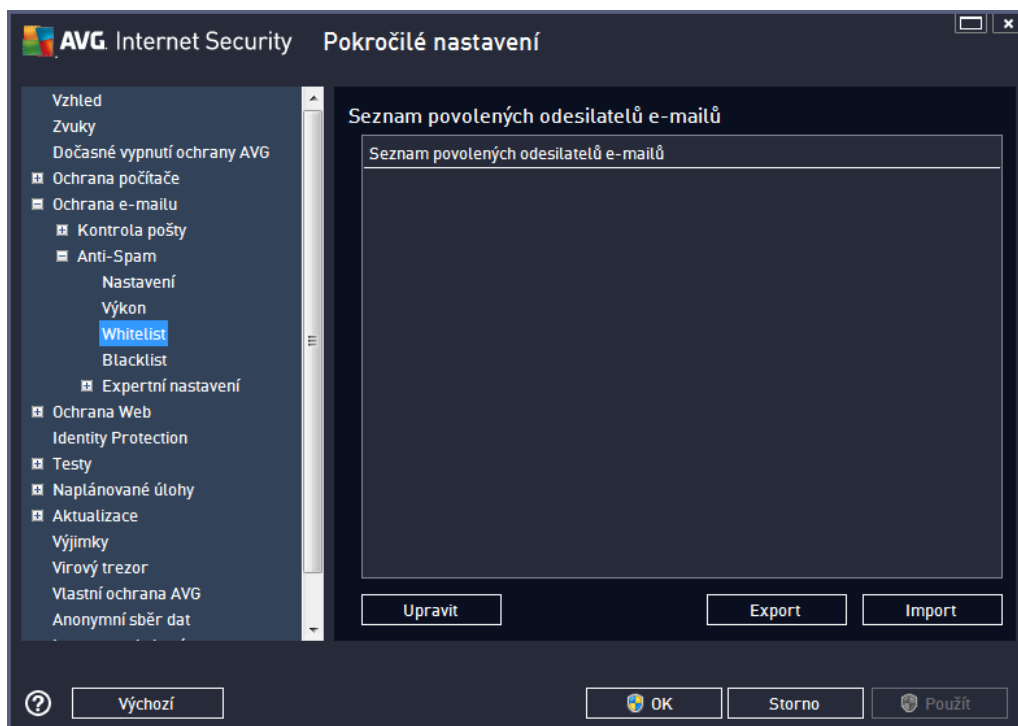 AVG. Internet Security Pokročilé nastavení
Vzhled
Zvuky
Dočasné vypnutí ochrany AVG
Ochrana počítače
Ochrana e-mailu
Kontrola pošty
Anti-Spam
Nastavení
Výkon
Whitelist
Blacklist
Expertní nastavení
Ochrana Web
Identity Protection
Testy
Naplánované úlohy
Aktualizace
Výjimky
Virový trezor
Vlastní ochrana AVG
Anonymní sběr dat
Seznam povolených odesilatelů e-mailů
Seznam povolených odesilatelů e-mailů
Upravit
Export
Import
Výchozí
OK
Storno
Použít